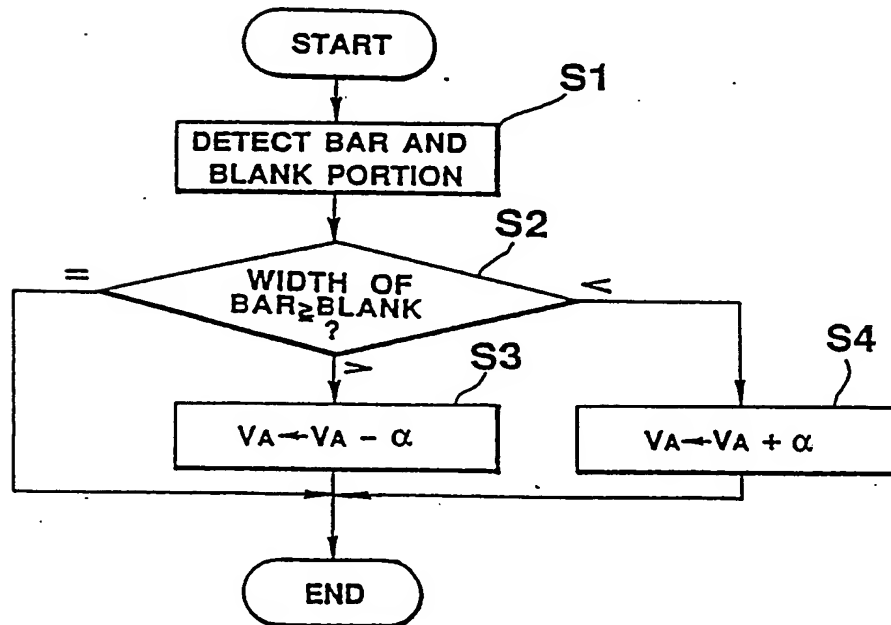 START
S1
DETECT BAR AND
BLANK PORTION
S2
=
WIDTH OF
BAR≧BLANK
?
<
>
S3
VA←VA - α
S4
VA←VA + α
END